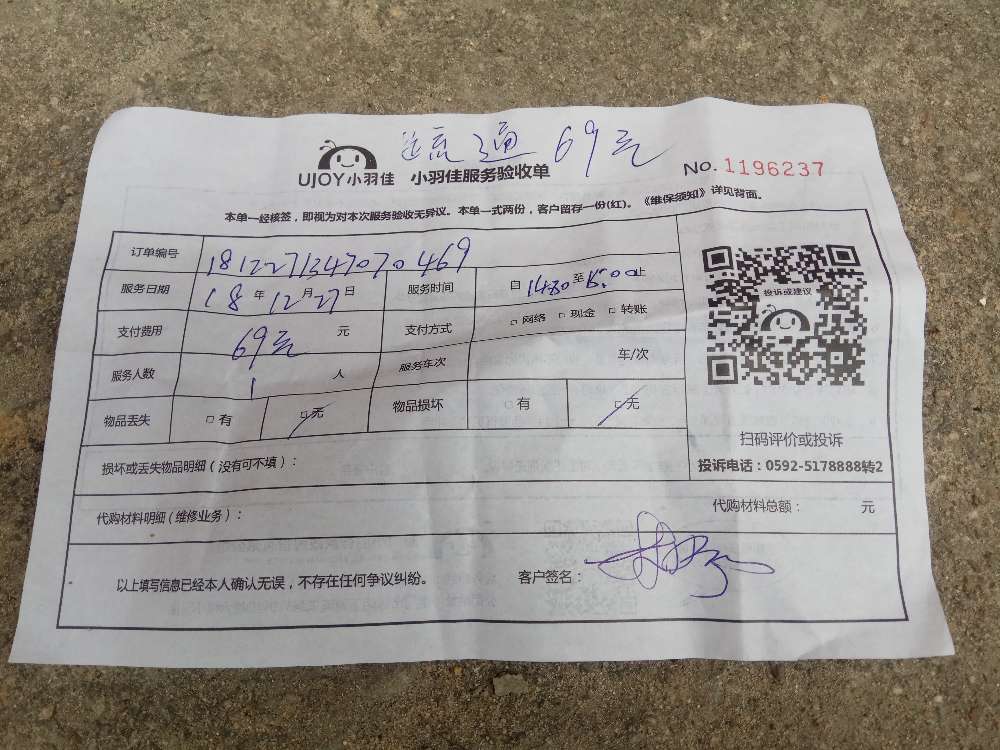 通 69元
UJOY小羽佳 小羽佳服务验收单 No. 1196237
本单一经核签，即视为对本次服务验收无异议。本单一式两份，客户留存一份(红)。《维保须知》详见背面。
订单编号 1812271347070469
服务日期 18 年 12 月 27 日 服务时间 自 14:30 至 15:00 止
支付费用 69元 元 支付方式 □ 网络 □ 现金 □ 转账
服务人数 1 人 服务车次 车/次
物品丢失 □ 有 □ 无 物品损坏 □ 有 □ 无
投诉或建议
扫码评价或投诉
投诉电话：0592-5178888转2
损坏或丢失物品明细（没有可不填）：
代购材料明细（维修业务）： 代购材料总额： 元
以上填写信息已经本人确认无误，不存在任何争议纠纷。 客户签名：